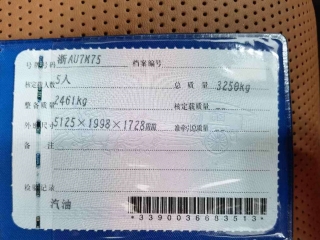 号牌号码 浙AU7M75 档案编号
核定载人数 5人 总质量 3250kg
整备质量 2461kg 核定载质量 --
外廓尺寸 5125×1998×1728mm 准牵引总质量 --
备注
检验记录
汽油
*3390036683513*